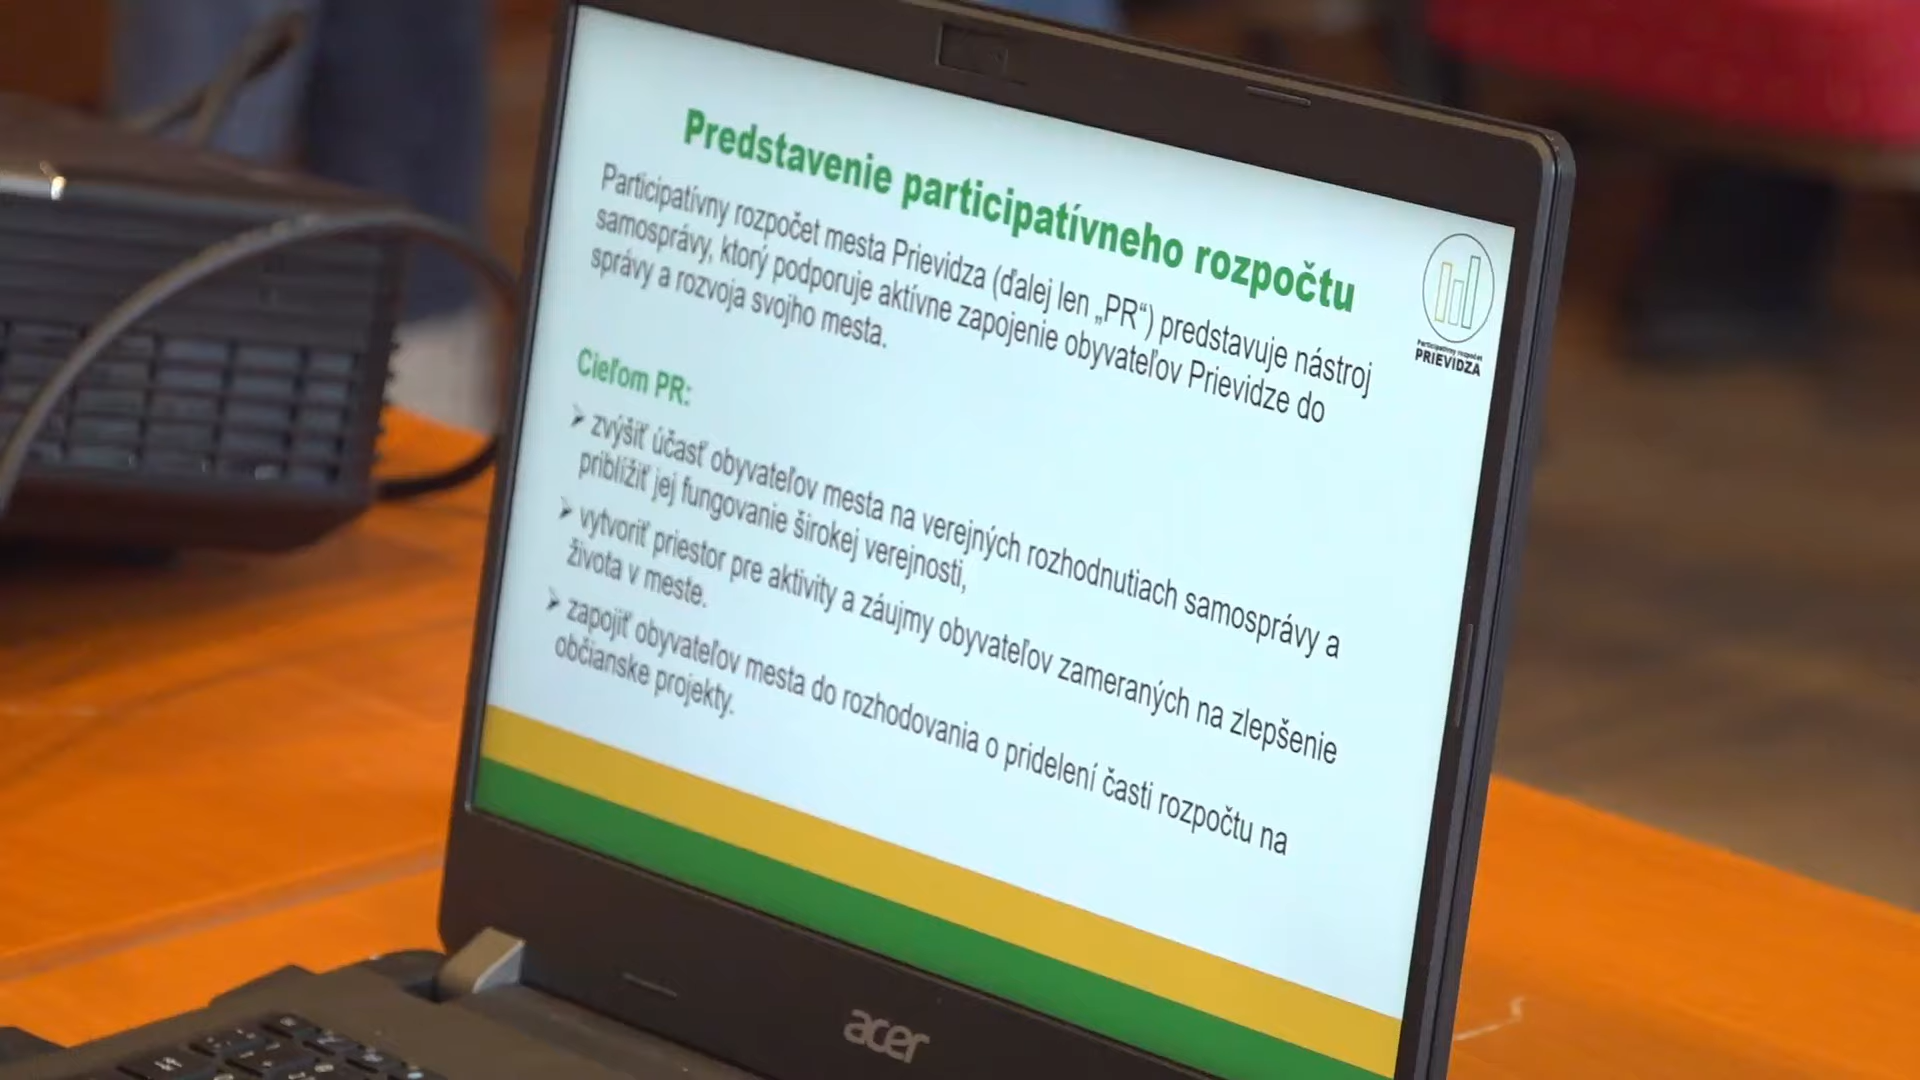 Predstavenie participatívneho rozpočtu
Participatívny rozpočet mesta Prievidza (ďalej len „PR“) predstavuje nástroj
samosprávy, ktorý podporuje aktívne zapojenie obyvateľov Prievidze do
správy a rozvoja svojho mesta.
Participatívny rozpočet
PRIEVIDZA
Cieľom PR:
➢ zvýšiť účasť obyvateľov mesta na verejných rozhodnutiach samosprávy a
priblížiť jej fungovanie širokej verejnosti,
➢ vytvoriť priestor pre aktivity a záujmy obyvateľov zameraných na zlepšenie
života v meste.
➢ zapojiť obyvateľov mesta do rozhodovania o pridelení časti rozpočtu na
občianske projekty.
acer